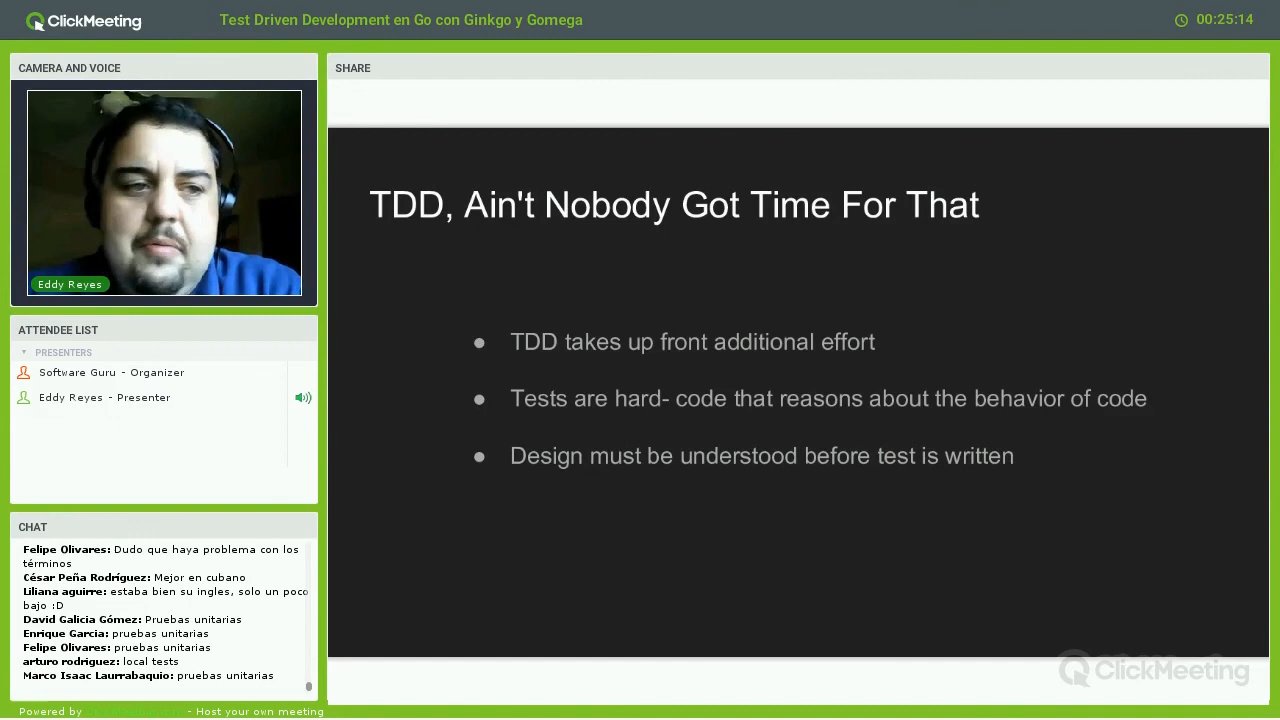 ClickMeeting
Test Driven Development en Go con Ginkgo y Gomega
00:25:14
CAMERA AND VOICE
Eddy Reyes
ATTENDEE LIST
PRESENTERS
Software Guru - Organizer
Eddy Reyes - Presenter
CHAT
Felipe Olivares: Dudo que haya problema con los
términos
César Peña Rodríguez: Mejor en cubano
Liliana aguirre: estaba bien su ingles, solo un poco
bajo :D
David Galicia Gómez: Pruebas unitarias
Enrique Garcia: pruebas unitarias
Felipe Olivares: pruebas unitarias
arturo rodriguez: local tests
Marco Isaac Laurrabaquio: pruebas unitarias
Powered by - Host your own meeting
SHARE
TDD, Ain't Nobody Got Time For That
● TDD takes up front additional effort
● Tests are hard- code that reasons about the behavior of code
● Design must be understood before test is written
ClickMeeting